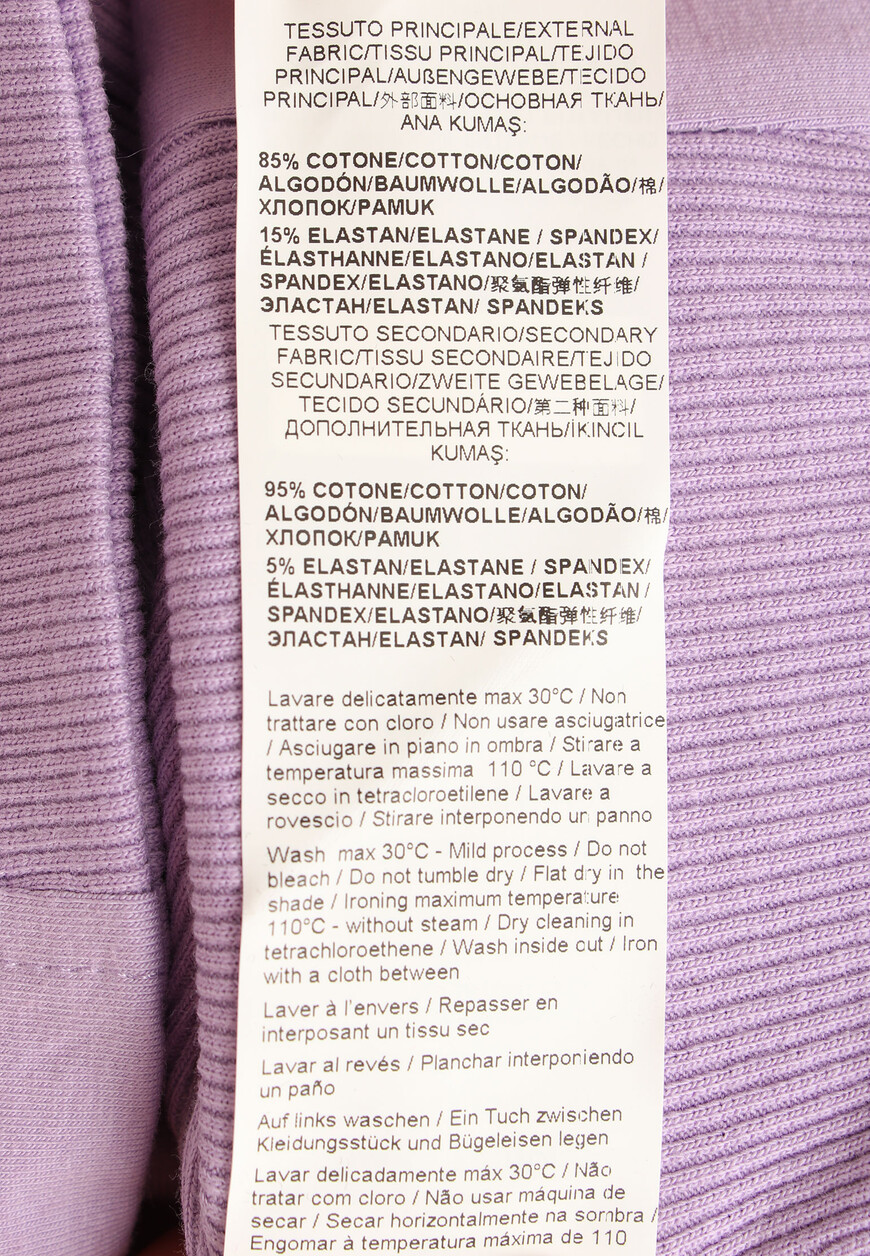 TESSUTO PRINCIPALE/EXTERNAL
FABRIC/TISSU PRINCIPAL/TEJIDO
PRINCIPAL/AUßENGEWEBE/TECIDO
PRINCIPAL/外部面料/ОСНОВНАЯ ТКАНЬ/
ANA KUMAŞ:
85% COTONE/COTTON/COTON/
ALGODÓN/BAUMWOLLE/ALGODÃO/棉/
ХЛОПОК/PAMUK
15% ELASTAN/ELASTANE / SPANDEX/
ÉLASTHANNE/ELASTANO/ELASTAN /
SPANDEX/ELASTANO/聚氨酯弹性纤维/
ЭЛАСТАН/ELASTAN/ SPANDEKS
TESSUTO SECONDARIO/SECONDARY
FABRIC/TISSU SECONDAIRE/TEJIDO
SECUNDARIO/ZWEITE GEWEBELAGE/
TECIDO SECUNDÁRIO/第二种面料/
ДОПОЛНИТЕЛЬНАЯ ТКАНЬ/İKINCIL
KUMAŞ:
95% COTONE/COTTON/COTON/
ALGODÓN/BAUMWOLLE/ALGODÃO/棉/
ХЛОПОК/PAMUK
5% ELASTAN/ELASTANE / SPANDEX/
ÉLASTHANNE/ELASTANO/ELASTAN /
SPANDEX/ELASTANO/聚氨酯弹性纤维/
ЭЛАСТАН/ELASTAN/ SPANDEKS
Lavare delicatamente max 30°C / Non
trattare con cloro / Non usare asciugatrice
/ Asciugare in piano in ombra / Stirare a
temperatura massima 110 °C / Lavare a
secco in tetracloroetilene / Lavare a
rovescio / Stirare interponendo un panno
Wash max 30°C - Mild process / Do not
bleach / Do not tumble dry / Flat dry in the
shade / Ironing maximum temperature
110°C - without steam / Dry cleaning in
tetrachloroethene / Wash inside out / Iron
with a cloth between
Laver à l'envers / Repasser en
interposant un tissu sec
Lavar al revés / Planchar interponiendo
un paño
Auf links waschen / Ein Tuch zwischen
Kleidungsstück und Bügeleisen legen
Lavar delicadamente máx 30°C / Não
tratar com cloro / Não usar máquina de
secar / Secar horizontalmente na sombra /
Engomar à temperatura máxima de 110